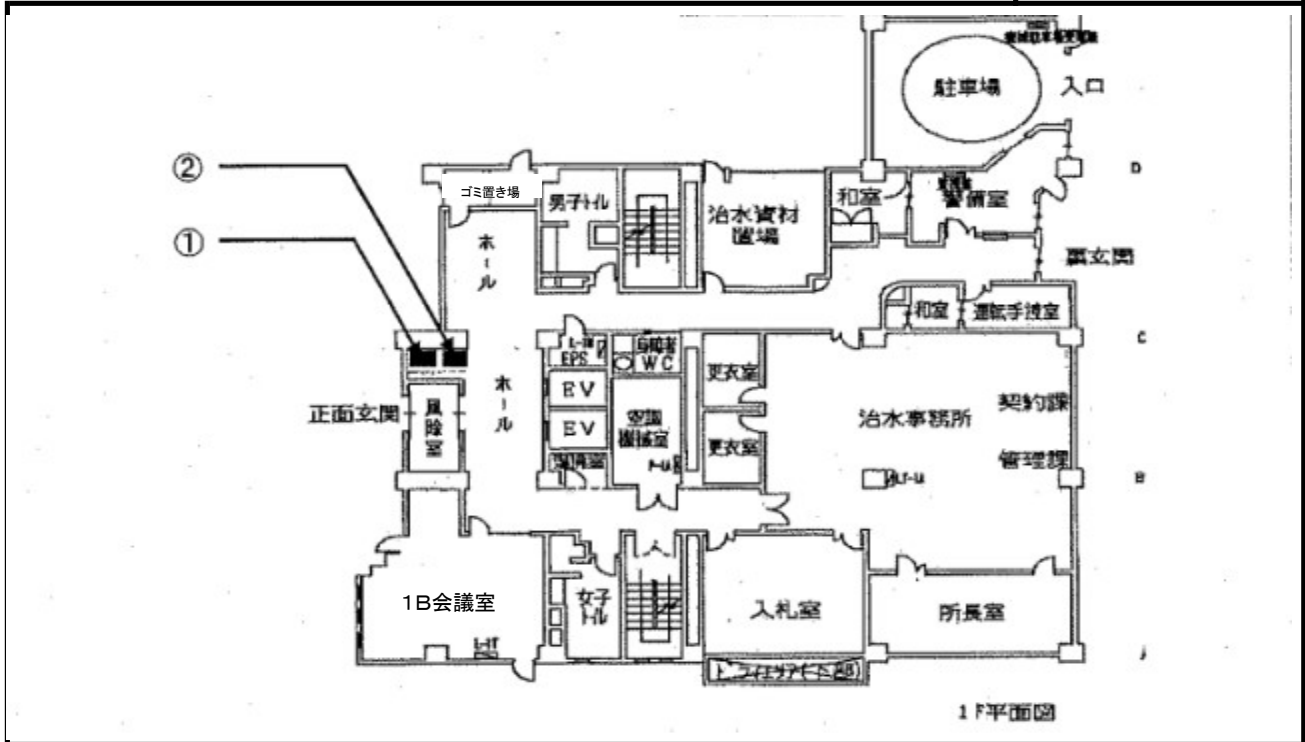 駐車場
入口
②
ゴミ置き場
男子トイレ
治水資材
置場
和室
警備室
D
①
ホール
裏玄関
和室
運転手控室
EPS
WC
C
更衣室
ホール
EV
正面玄関
風除室
EV
空調
機械室
更衣室
治水事務所
契約課
管理課
B
1B会議室
女子
トイレ
入札室
所長室
1F平面図